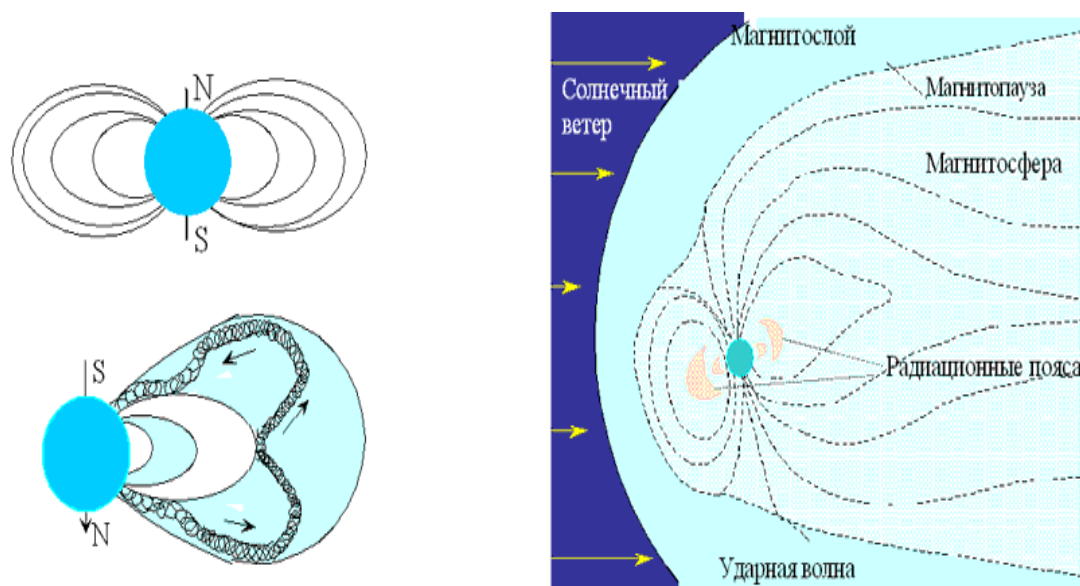 N
S
S
N
Магнитослой
Солнечный
ветер
Магнитопауза
Магнитосфера
Радиационные пояса
Ударная волна